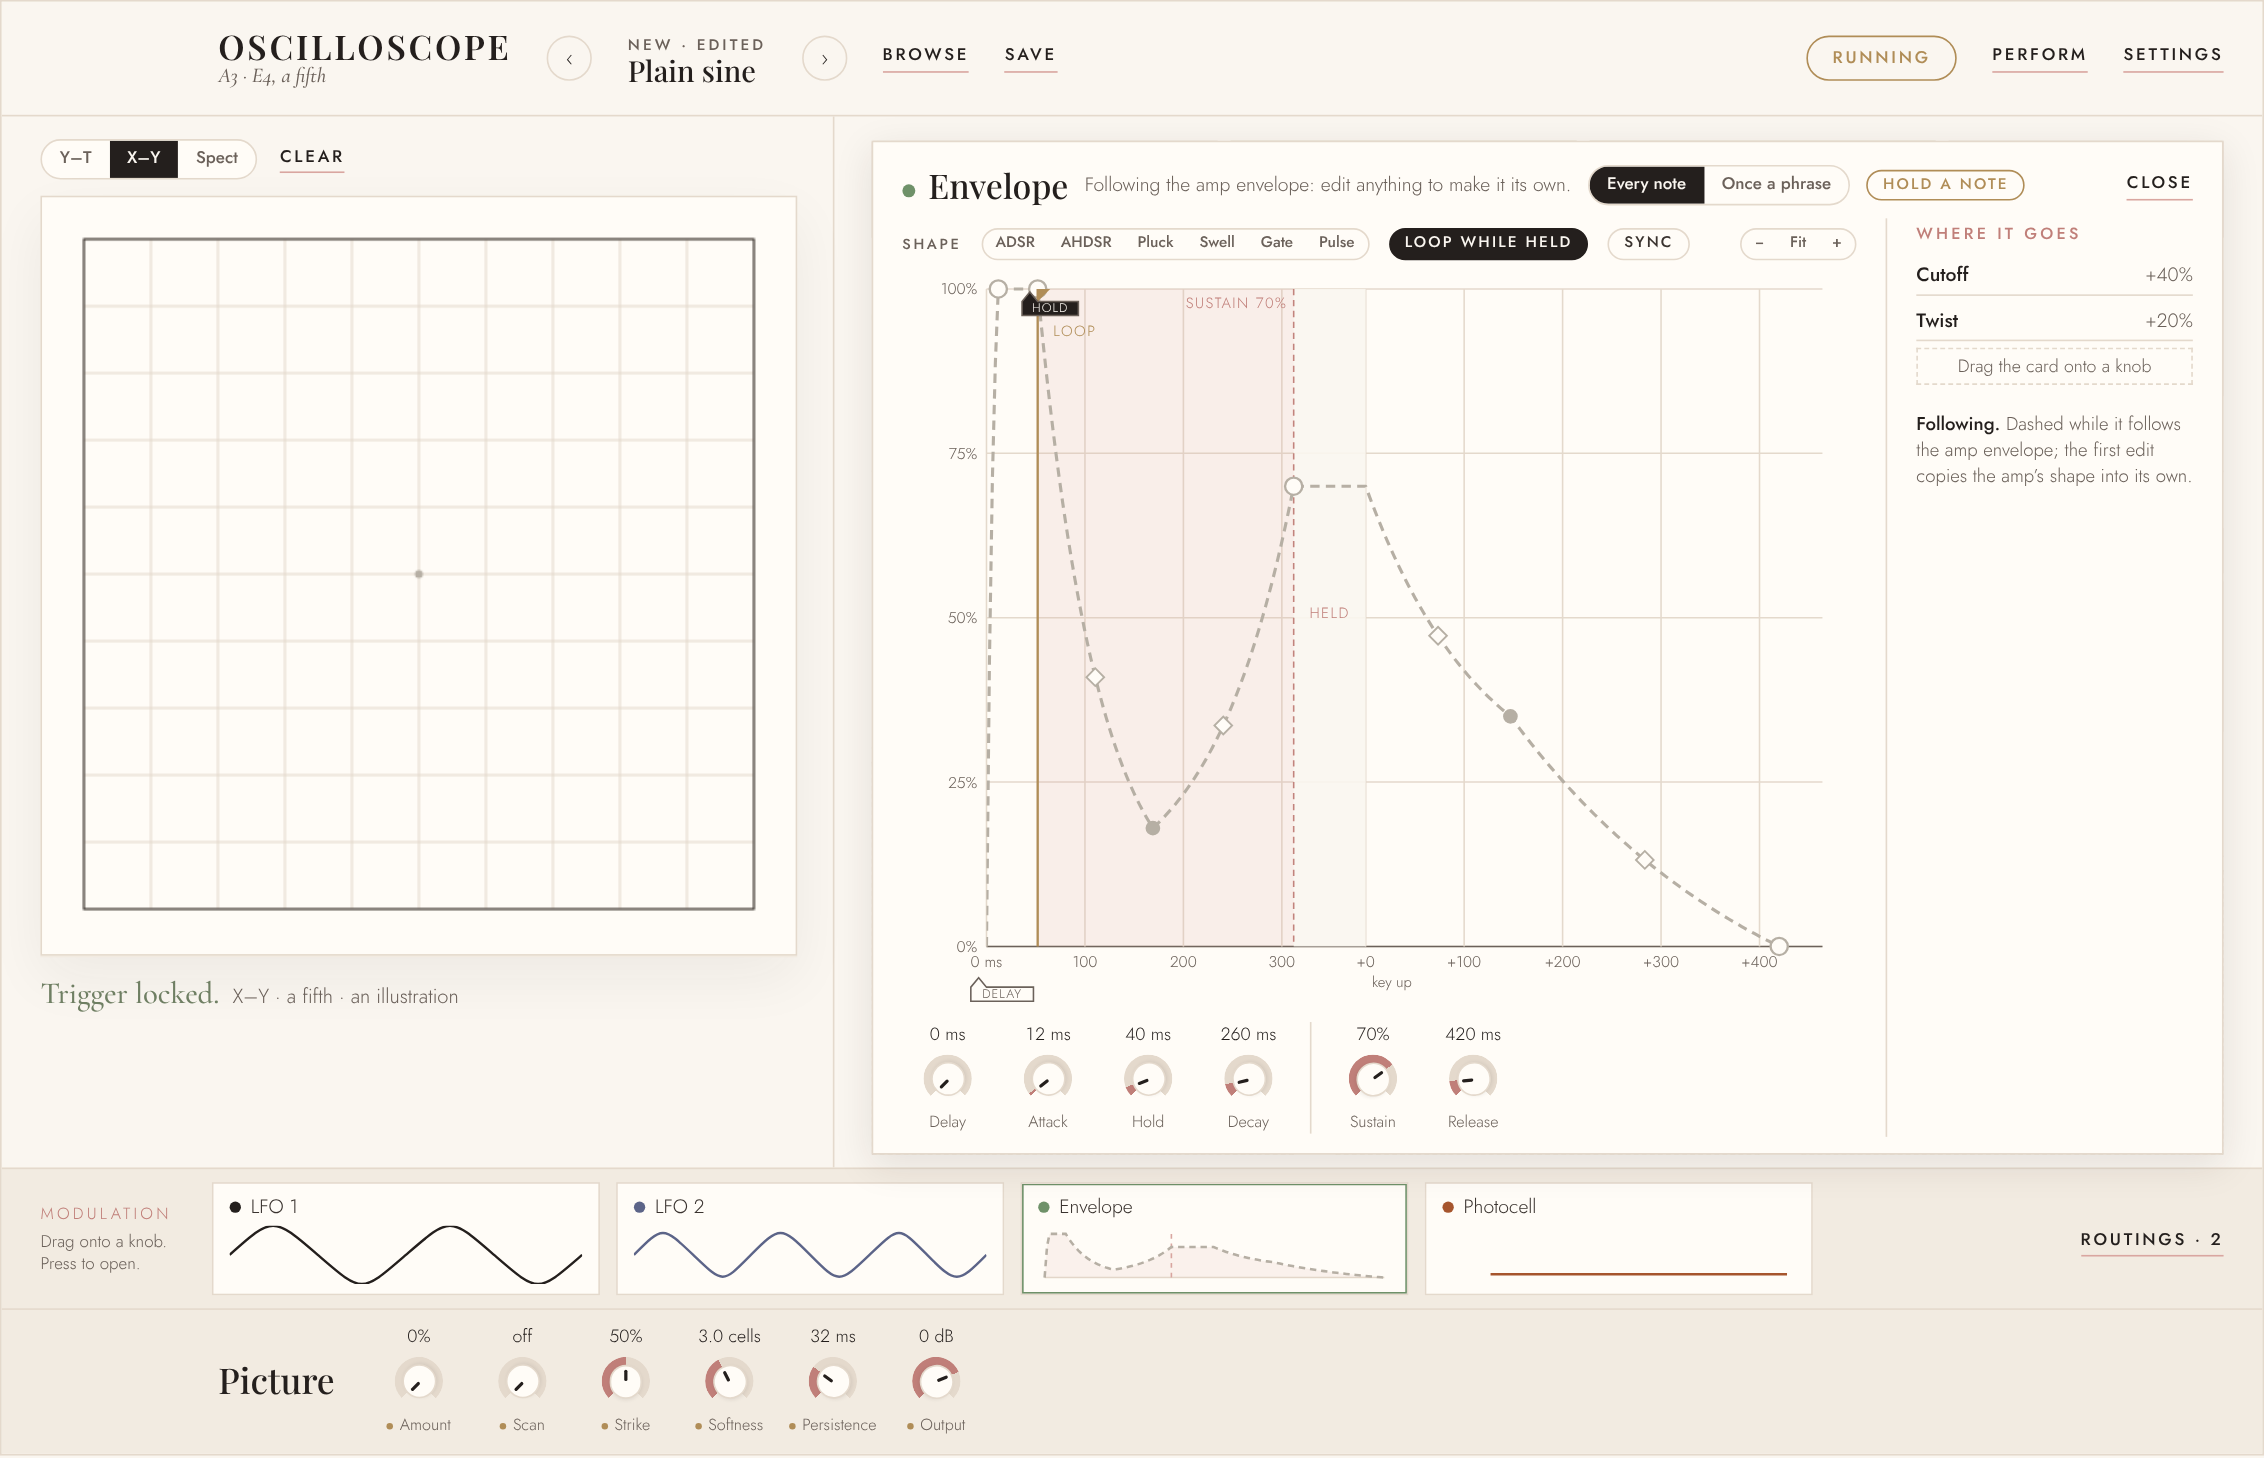 OSCILLOSCOPE
A3 · E4, a fifth
‹
NEW · EDITED
Plain sine
›
BROWSE
SAVE
RUNNING
PERFORM
SETTINGS
Y–T
X–Y
Spect
CLEAR
Trigger locked. X–Y · a fifth · an illustration
Envelope
Following the amp envelope: edit anything to make it its own.
Every note
Once a phrase
HOLD A NOTE
CLOSE
SHAPE
ADSR
AHDSR
Pluck
Swell
Gate
Pulse
LOOP WHILE HELD
SYNC
−
Fit
+
100%
75%
50%
25%
0%
HOLD
LOOP
SUSTAIN 70%
HELD
0 ms
100
200
300
+0
+100
+200
+300
+400
key up
DELAY
0 ms
12 ms
40 ms
260 ms
70%
420 ms
Delay
Attack
Hold
Decay
Sustain
Release
WHERE IT GOES
Cutoff +40%
Twist +20%
Drag the card onto a knob
Following. Dashed while it follows
the amp envelope; the first edit
copies the amp’s shape into its own.
MODULATION
Drag onto a knob.
Press to open.
LFO 1
LFO 2
Envelope
Photocell
ROUTINGS · 2
Picture
0%
off
50%
3.0 cells
32 ms
0 dB
Amount
Scan
Strike
Softness
Persistence
Output